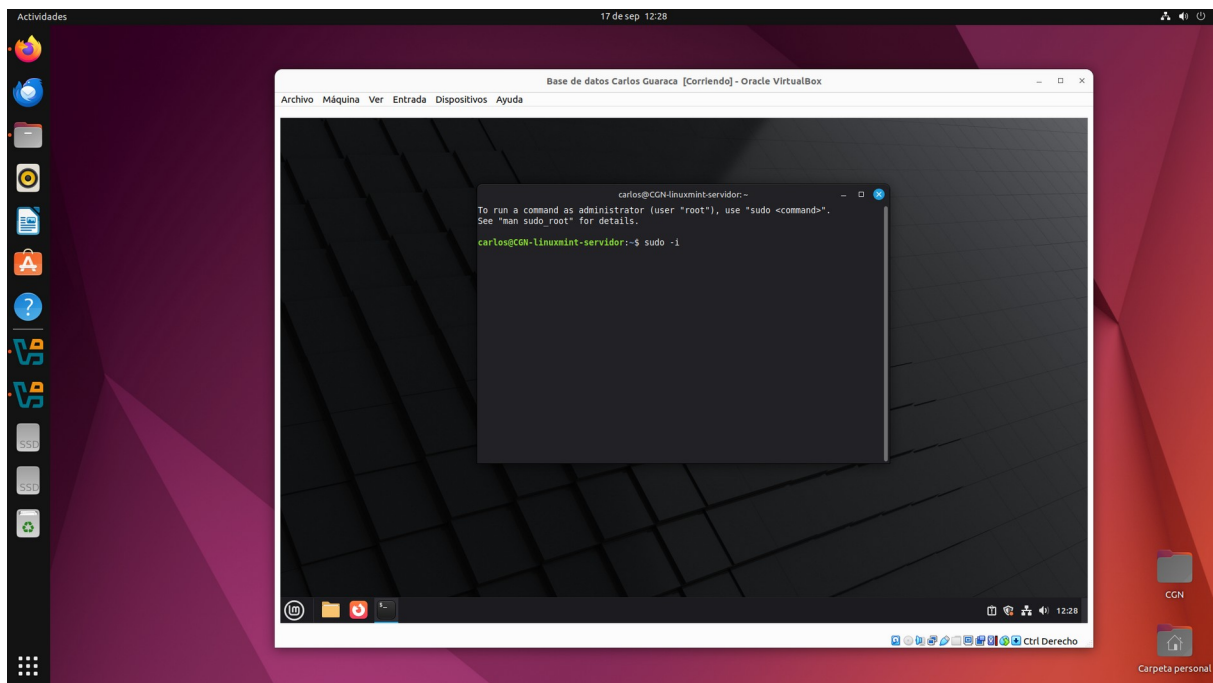 Actividades
17 de sep 12:28
Base de datos Carlos Guaraca [Corriendo] - Oracle VirtualBox
Archivo Máquina Ver Entrada Dispositivos Ayuda
carlos@CGN-linuxmint-servidor: ~
To run a command as administrator (user "root"), use "sudo <command>".
See "man sudo_root" for details.
carlos@CGN-linuxmint-servidor:~$ sudo -i
SSD
SSD
12:28
Ctrl Derecho
CGN
Carpeta personal